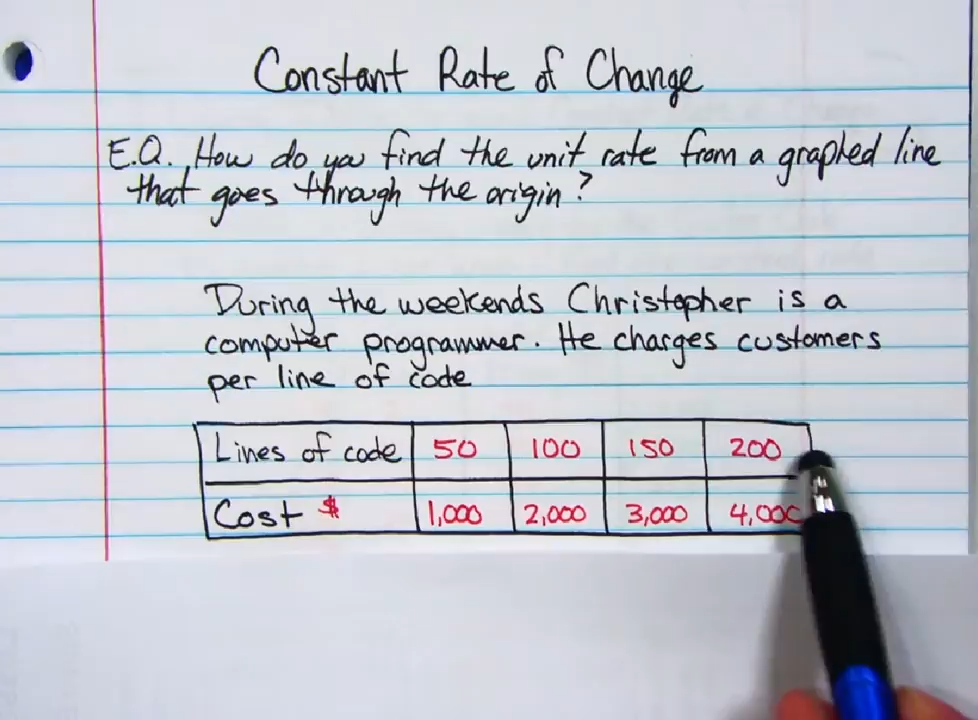 Constant Rate of Change
E.Q. How do you find the unit rate from a graphed line
that goes through the origin?
During the weekends Christopher is a
computer programmer. He charges customers
per line of code
Lines of code 50 100 150 200
Cost $ 1,000 2,000 3,000 4,000